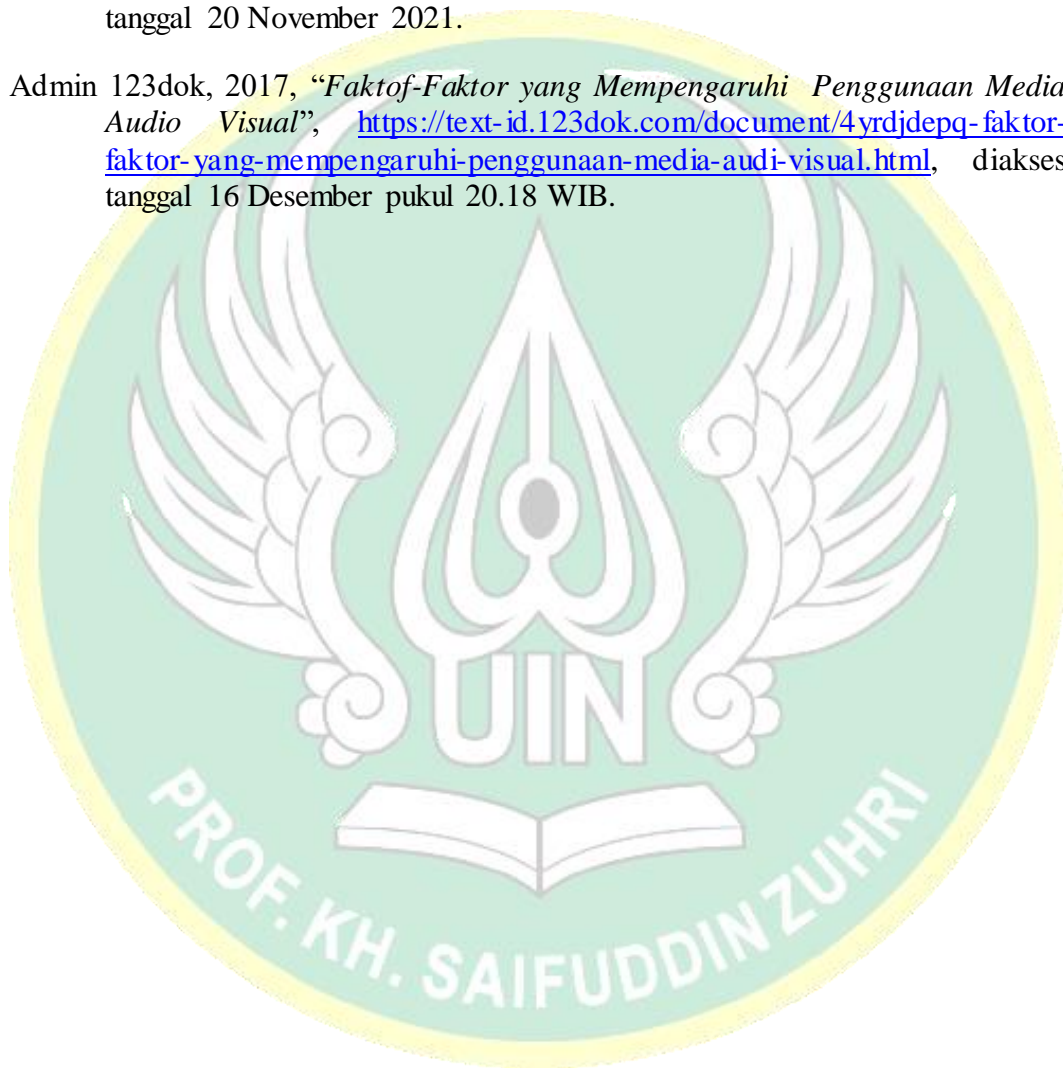 tanggal 20 November 2021.
Admin 123dok, 2017, “Faktof-Faktor yang Mempengaruhi Penggunaan Media
Audio Visual”, https://text-id.123dok.com/document/4yrdjdepq-faktor-
faktor-yang-mempengaruhi-penggunaan-media-audi-visual.html, diakses
tanggal 16 Desember pukul 20.18 WIB.
UIN
PROF. KH. SAIFUDDIN ZUHRI